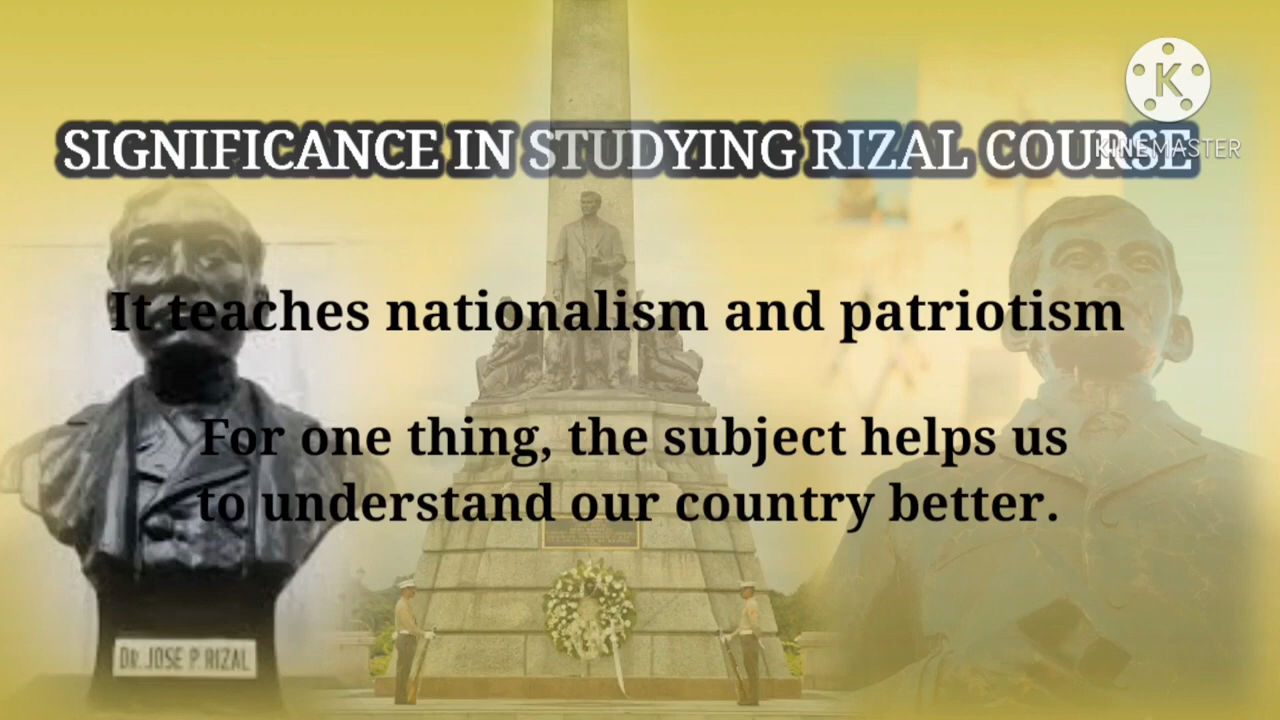 SIGNIFICANCE IN STUDYING RIZAL COURSE
K
KINEMASTER
It teaches nationalism and patriotism
For one thing, the subject helps us
to understand our country better.
DR. JOSE P. RIZAL